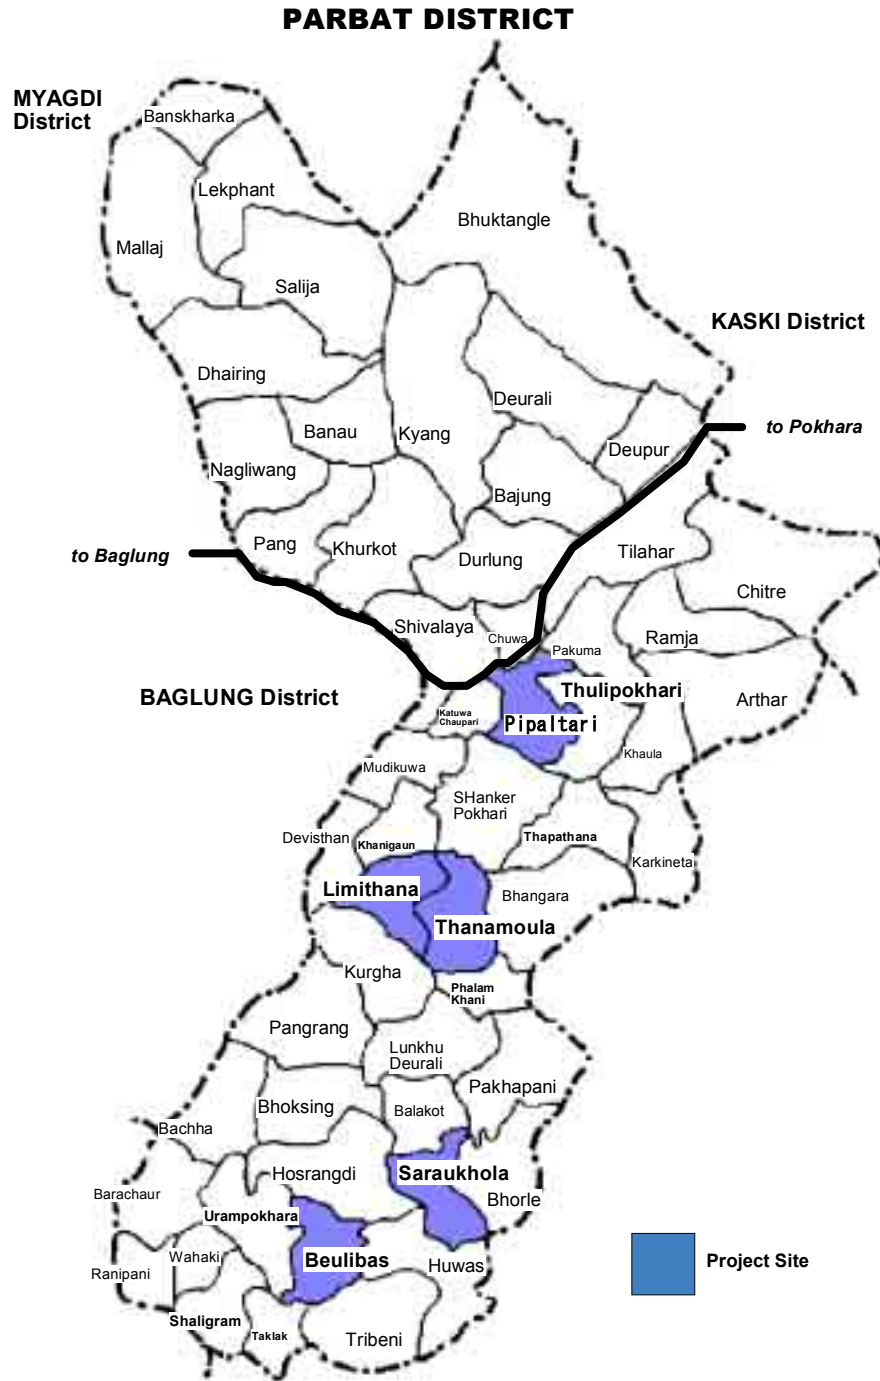 PARBAT DISTRICT
MYAGDI
District
Banskharka
Lekphant
Bhuktangle
Mallaj
Salija
KASKI District
Dhairing
Deurali
to Pokhara
Banau
Kyang
Deupur
Nagliwang
Bajung
Pang
Khurkot
to Baglung
Durlung
Tilahar
Chitre
Shivalaya
Chuwa
Pakuma
Ramja
BAGLUNG District
Thulipokhari
Arthar
Katuwa
Chaupari
Pipaltari
Khaula
Mudikuwa
SHanker
Pokhari
Devisthan
Khanigaun
Thapathana
Karkineta
Limithana
Bhangara
Thanamoula
Kurgha
Phalam
Khani
Pangrang
Lunkhu
Deurali
Pakhapani
Bhoksing
Balakot
Bachha
Hosrangdi
Saraukhola
Barachaur
Bhorle
Urampokhara
Wahaki
Beulibas
Huwas
Project Site
Ranipani
Shaligram
Taklak
Tribeni